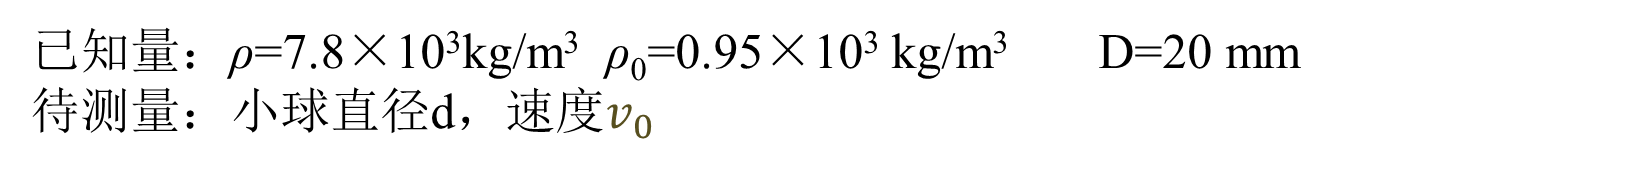 已知量：ρ=7.8×10³kg/m³ ρ₀=0.95×10³ kg/m³ D=20 mm
待测量：小球直径d，速度v₀